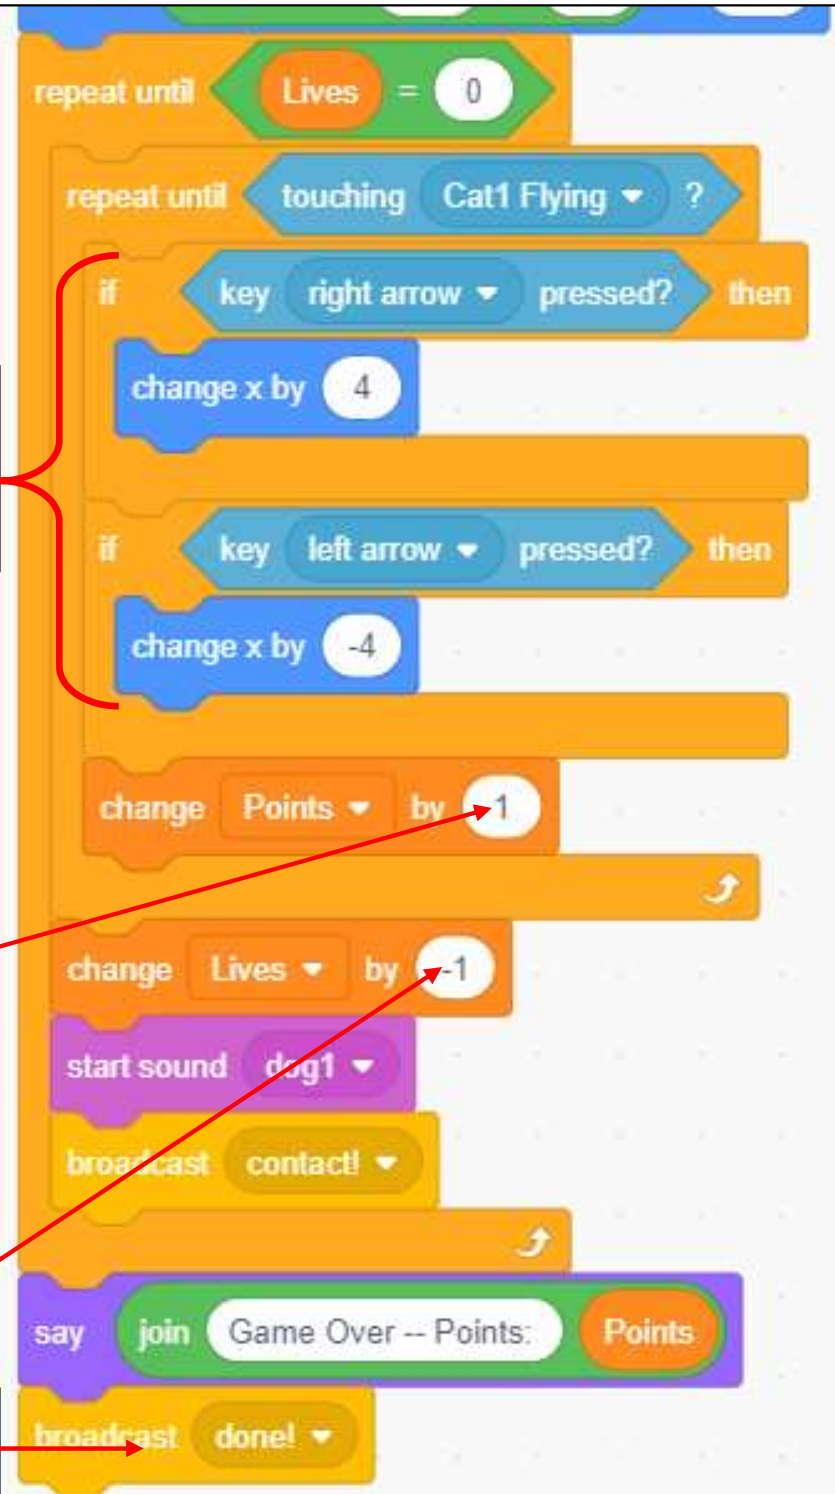 repeat until Lives = 0
repeat until touching Cat1 Flying ?
if key right arrow pressed? then
change x by 4
if key left arrow pressed? then
change x by -4
change Points by 1
change Lives by -1
start sound dog1
broadcast contact!
say join Game Over -- Points: Points
broadcast done!